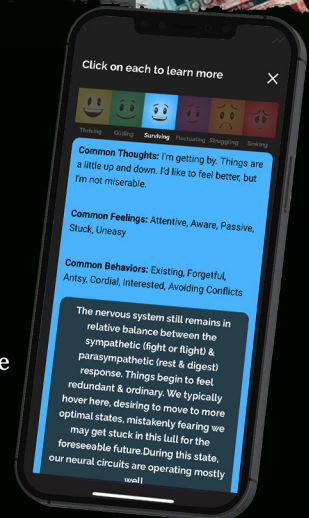 Click on each to learn more
Thriving Gliding Surviving Fluctuating Struggling Sinking
Common Thoughts: I'm getting by. Things are
a little up and down. I'd like to feel better, but
I'm not miserable.
Common Feelings: Attentive, Aware, Passive,
Stuck, Uneasy
Common Behaviors: Existing, Forgetful,
Antsy, Cordial, Interested, Avoiding Conflicts
The nervous system still remains in
relative balance between the
sympathetic (fight or flight) &
parasympathetic (rest & digest)
response. Things begin to feel
redundant & ordinary. We typically
hover here, desiring to move to more
optimal states, mistakenly fearing we
may get stuck in this lull for the
foreseeable future.During this state,
our neural circuits are operating mostly
well
e